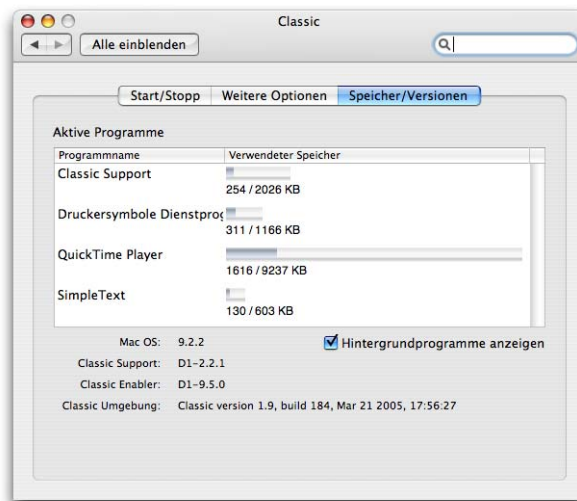 Classic
Alle einblenden
Start/Stopp Weitere Optionen Speicher/Versionen
Aktive Programme
Programmname Verwendeter Speicher
Classic Support
254 / 2026 KB
Druckersymbole Dienstprog
311 / 1166 KB
QuickTime Player
1616 / 9237 KB
SimpleText
130 / 603 KB
Mac OS: 9.2.2 Hintergrundprogramme anzeigen
Classic Support: D1-2.2.1
Classic Enabler: D1-9.5.0
Classic Umgebung: Classic version 1.9, build 184, Mar 21 2005, 17:56:27